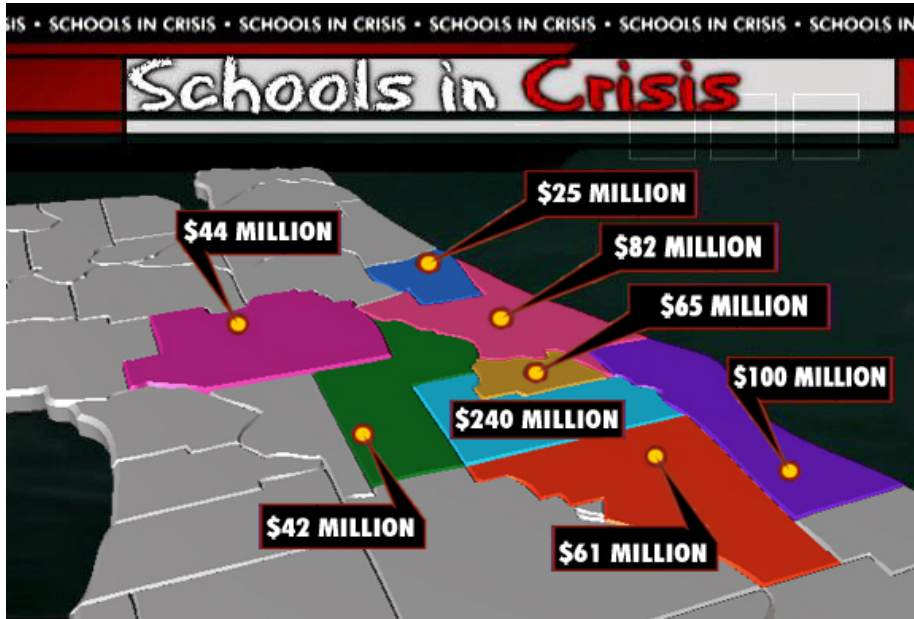 SIS • SCHOOLS IN CRISIS • SCHOOLS IN CRISIS • SCHOOLS IN CRISIS • SCHOOLS IN CRISIS • SCHOOLS IN
Schools in Crisis
$25 MILLION
$44 MILLION
$82 MILLION
$65 MILLION
$100 MILLION
$240 MILLION
$42 MILLION
$61 MILLION